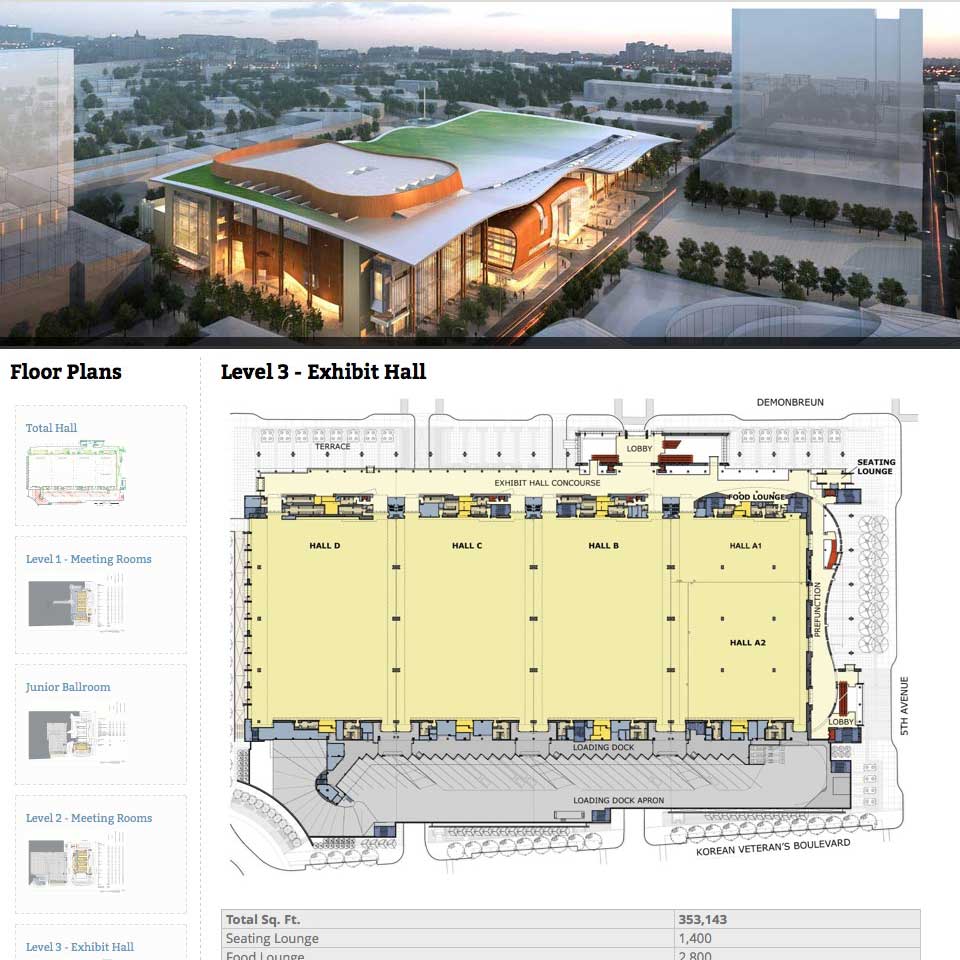 Floor Plans
Total Hall
Level 1 - Meeting Rooms
Junior Ballroom
Level 2 - Meeting Rooms
Level 3 - Exhibit Hall
Level 3 - Exhibit Hall
DEMONBREUN
TERRACE
LOBBY
SEATING
LOUNGE
EXHIBIT HALL CONCOURSE
FOOD LOUNGE
HALL D
HALL C
HALL B
HALL A1
PREFUNCTION
HALL A2
5TH AVENUE
LOBBY
LOADING DOCK
LOADING DOCK APRON
KOREAN VETERAN'S BOULEVARD
Total Sq. Ft. 353,143
Seating Lounge 1,400
Food Lounge 2,800